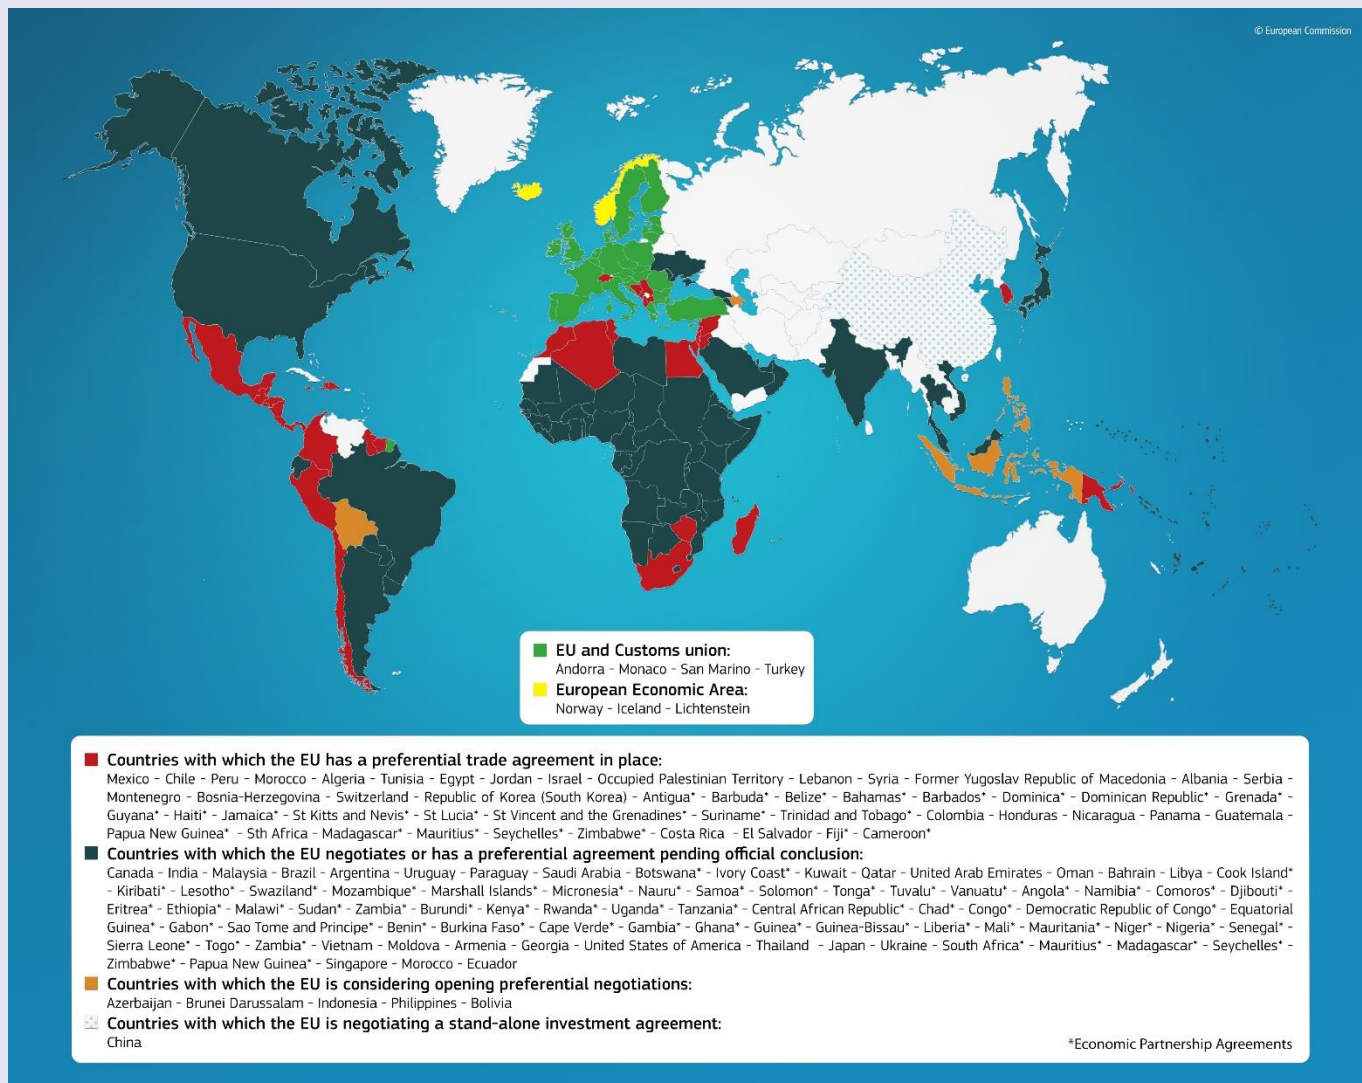 © European Commission
EU and Customs union:
Andorra - Monaco - San Marino - Turkey
European Economic Area:
Norway - Iceland - Lichtenstein
Countries with which the EU has a preferential trade agreement in place:
Mexico - Chile - Peru - Morocco - Algeria - Tunisia - Egypt - Jordan - Israel - Occupied Palestinian Territory - Lebanon - Syria - Former Yugoslav Republic of Macedonia - Albania - Serbia -
Montenegro - Bosnia-Herzegovina - Switzerland - Republic of Korea (South Korea) - Antigua* - Barbuda* - Belize* - Bahamas* - Barbados* - Dominica* - Dominican Republic* - Grenada* -
Guyana* - Haiti* - Jamaica* - St Kitts and Nevis* - St Lucia* - St Vincent and the Grenadines* - Suriname* - Trinidad and Tobago* - Colombia - Honduras - Nicaragua - Panama - Guatemala -
Papua New Guinea* - Sth Africa - Madagascar* - Mauritius* - Seychelles* - Zimbabwe* - Costa Rica - El Salvador - Fiji* - Cameroon*
Countries with which the EU negotiates or has a preferential agreement pending official conclusion:
Canada - India - Malaysia - Brazil - Argentina - Uruguay - Paraguay - Saudi Arabia - Botswana* - Ivory Coast* - Kuwait - Qatar - United Arab Emirates - Oman - Bahrain - Libya - Cook Island*
- Kiribati* - Lesotho* - Swaziland* - Mozambique* - Marshall Islands* - Micronesia* - Nauru* - Samoa* - Solomon* - Tonga* - Tuvalu* - Vanuatu* - Angola* - Namibia* - Comoros* - Djibouti* -
Eritrea* - Ethiopia* - Malawi* - Sudan* - Zambia* - Burundi* - Kenya* - Rwanda* - Uganda* - Tanzania* - Central African Republic* - Chad* - Congo* - Democratic Republic of Congo* - Equatorial
Guinea* - Gabon* - Sao Tome and Principe* - Benin* - Burkina Faso* - Cape Verde* - Gambia* - Ghana* - Guinea* - Guinea-Bissau* - Liberia* - Mali* - Mauritania* - Niger* - Nigeria* - Senegal* -
Sierra Leone* - Togo* - Zambia* - Vietnam - Moldova - Armenia - Georgia - United States of America - Thailand - Japan - Ukraine - South Africa* - Mauritius* - Madagascar* - Seychelles* -
Zimbabwe* - Papua New Guinea* - Singapore - Morocco - Ecuador
Countries with which the EU is considering opening preferential negotiations:
Azerbaijan - Brunei Darussalam - Indonesia - Philippines - Bolivia
Countries with which the EU is negotiating a stand-alone investment agreement:
China
*Economic Partnership Agreements